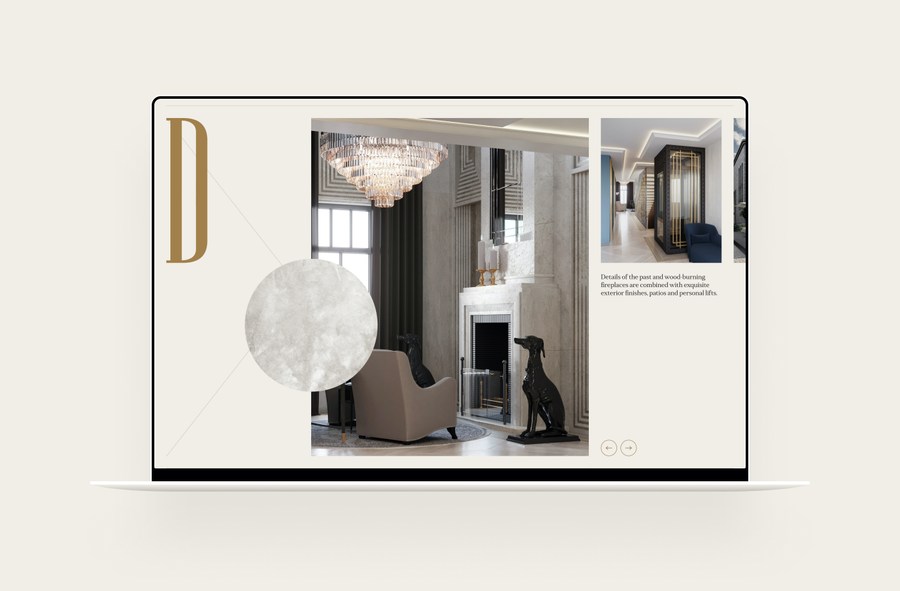 D
Details of the past and wood-burning
fireplaces are combined with exquisite
exterior finishes, patios and personal lifts.